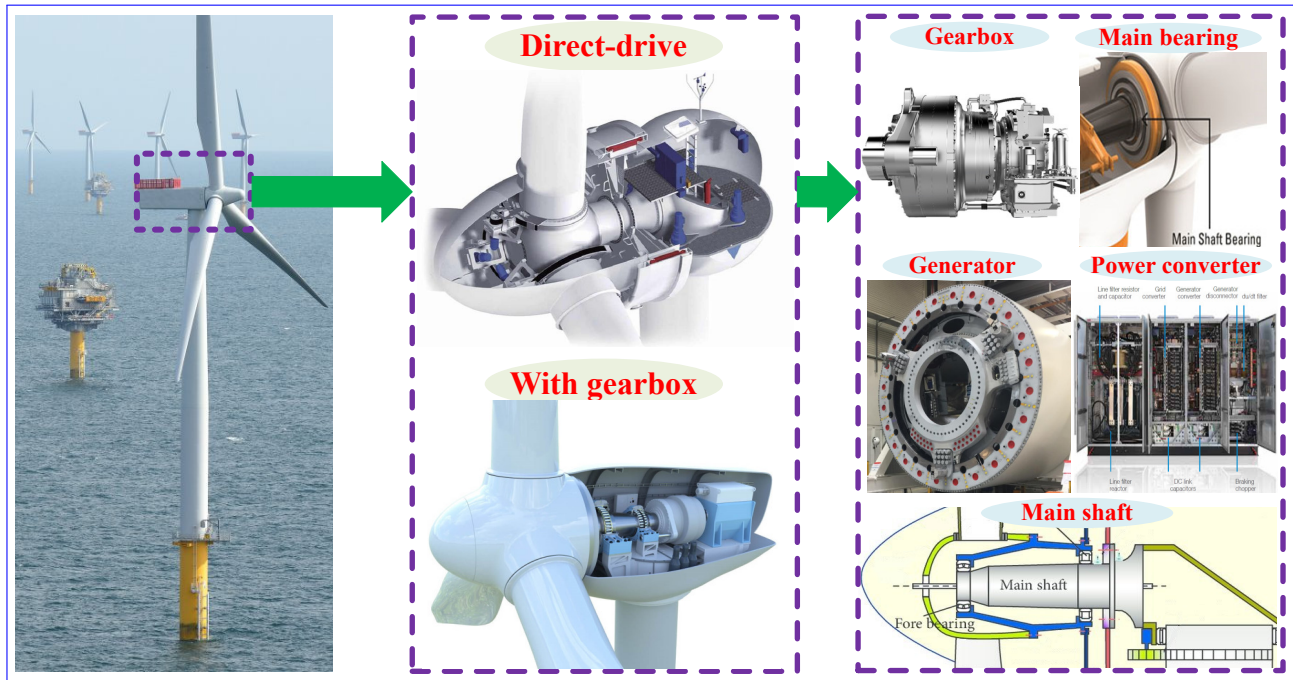 Direct-drive
With gearbox
Gearbox
Main bearing
Main Shaft Bearing
Generator
Power converter
Line filter resistor
and capacitor
Grid
converter
Generator
converter
Generator
disconnector
du/dt filter
Line filter
reactor
DC link
capacitors
Braking
chopper
Main shaft
Main shaft
Fore bearing